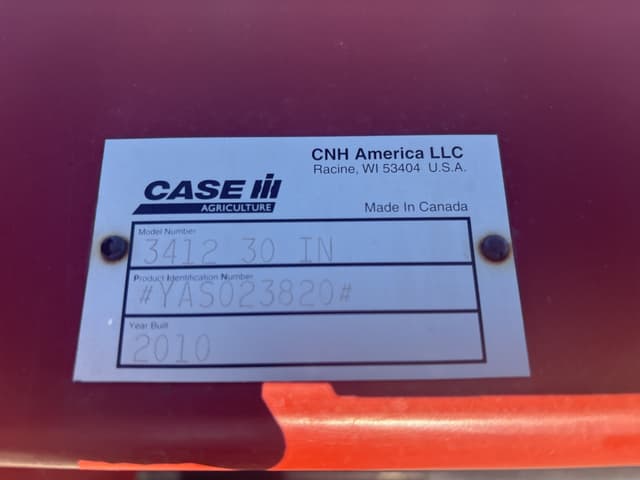 CNH America LLC
Racine, WI 53404 U.S.A.
CASE IH
AGRICULTURE
Made In Canada
Model Number
3412 30 IN
Product Identification Number
#YAS023820#
Year Built
2010